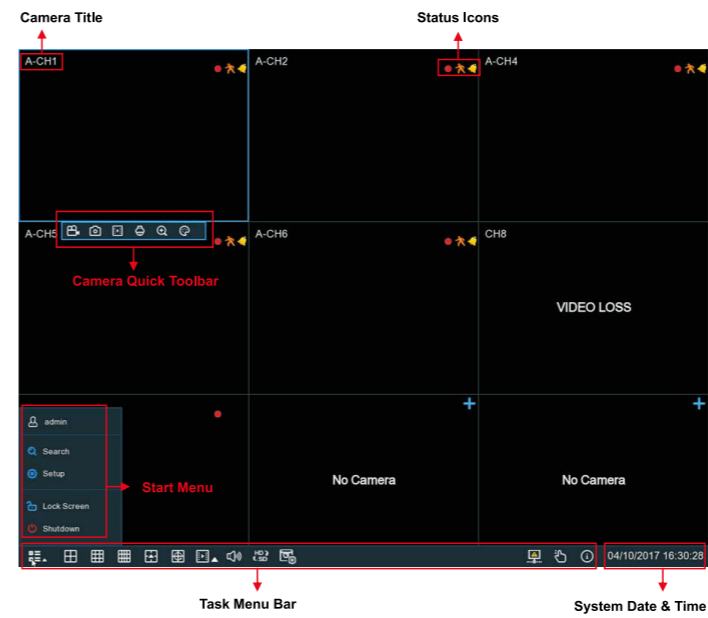 Camera Title
Status Icons
A-CH1
A-CH2
A-CH4
A-CH5
A-CH6
CH8
Camera Quick Toolbar
VIDEO LOSS
admin
Search
Setup
Start Menu
No Camera
No Camera
Lock Screen
Shutdown
HD
SD
04/10/2017 16:30:28
Task Menu Bar
System Date & Time